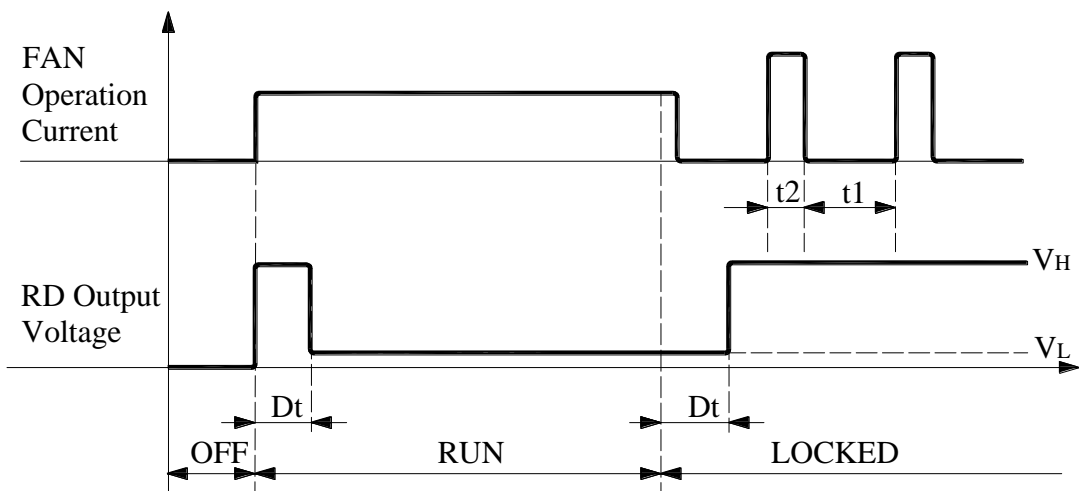 FAN
Operation
Current
t2 t1
VH
RD Output
Voltage
VL
Dt Dt
OFF RUN LOCKED